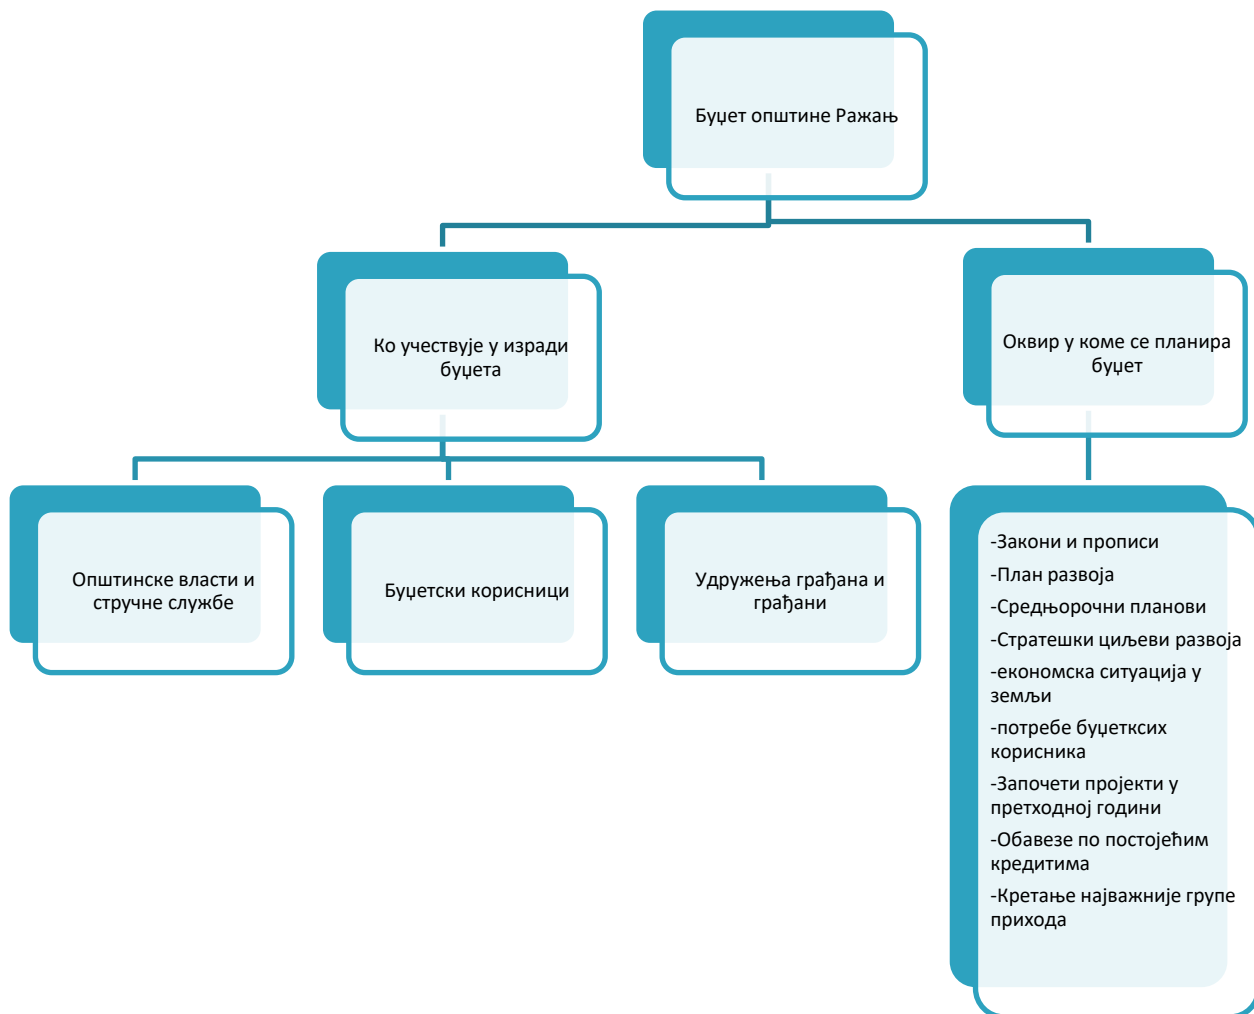 Буџет општине Ражањ
Ко учествује у изради
буџета
Оквир у коме се планира
буџет
Општинске власти и
стручне службе
Буџетски корисници
Удружења грађана и
грађани
-Закони и прописи
-План развоја
-Средњорочни планови
-Стратешки циљеви развоја
-економска ситуација у
земљи
-потребе буџетксих
корисника
-Започети пројекти у
претходној години
-Обавезе по постојећим
кредитима
-Кретање најважније групе
прихода